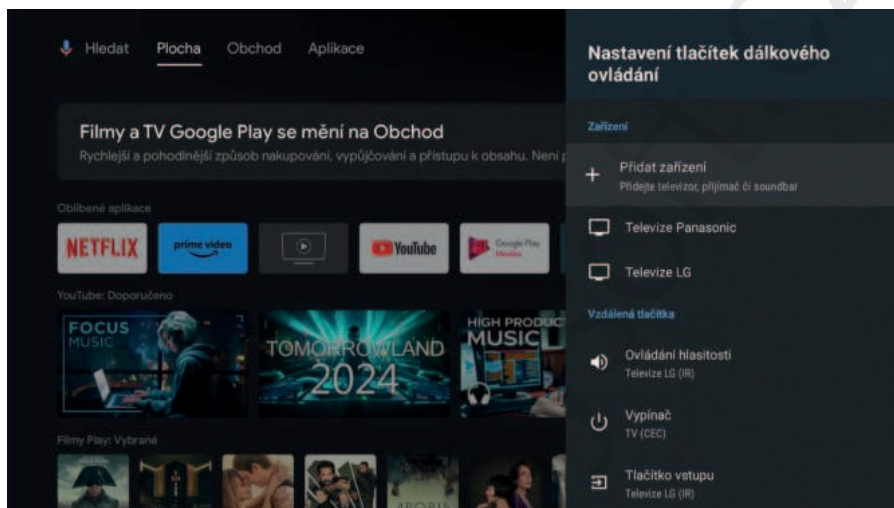 Hledat Plocha Obchod Aplikace
Filmy a TV Google Play se mění na Obchod
Rychlejší a pohodlnější způsob nakupování, vypůjčování a přístupu k obsahu. Není
Oblíbené aplikace
NETFLIX prime video YouTube Google Play Movies
YouTube: Doporučeno
FOCUS
MUSIC
TOMORROWLAND
2024
HIGH PRODUC
MUSIC
Filmy Play: Vybrané
Nastavení tlačítek dálkového
ovládání
Zařízení
Přidat zařízení
Přidejte televizor, přijímač či soundbar
Televize Panasonic
Televize LG
Vzdálená tlačítka
Ovládání hlasitosti
Televize LG (IR)
Vypínač
TV (CEC)
Tlačítko vstupu
Televize LG (IR)